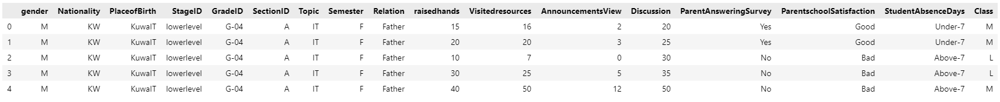 gender Nationality PlaceofBirth StageID GradeID SectionID Topic Semester Relation raisedhands Visitedresources AnnouncementsView Discussion ParentAnsweringSurvey ParentschoolSatisfaction StudentAbsenceDays Class
0 M KW KuwaIT lowerlevel G-04 A IT F Father 15 16 2 20 Yes Good Under-7 M
1 M KW KuwaIT lowerlevel G-04 A IT F Father 20 20 3 25 Yes Good Under-7 M
2 M KW KuwaIT lowerlevel G-04 A IT F Father 10 7 0 30 No Bad Above-7 L
3 M KW KuwaIT lowerlevel G-04 A IT F Father 30 25 5 35 No Bad Above-7 L
4 M KW KuwaIT lowerlevel G-04 A IT F Father 40 50 12 50 No Bad Above-7 M